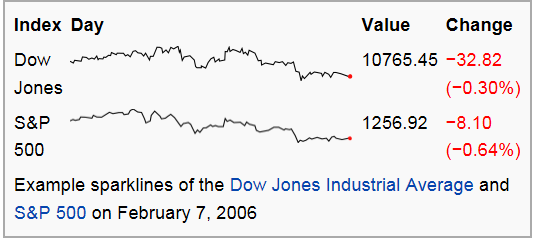 Index Day Value Change
Dow 10765.45 −32.82
Jones (−0.30%)
S&P 1256.92 −8.10
500 (−0.64%)
Example sparklines of the Dow Jones Industrial Average and
S&P 500 on February 7, 2006